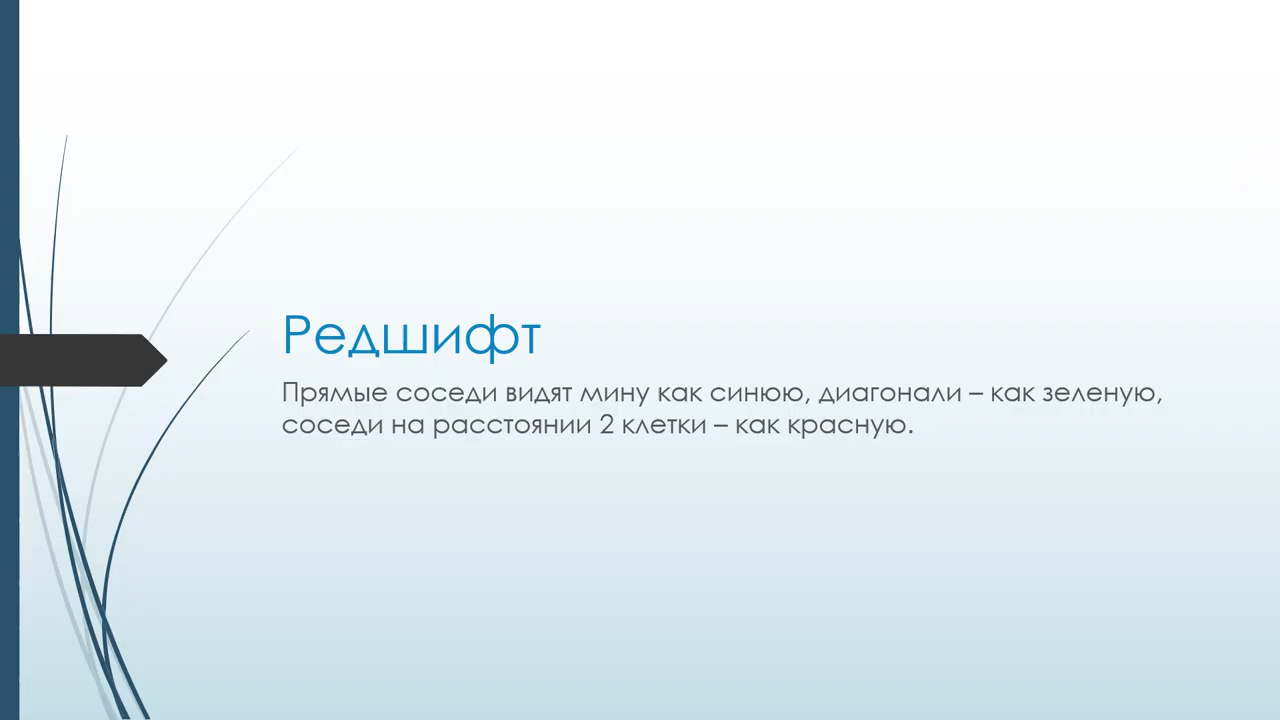 Редшифт
Прямые соседи видят мину как синюю, диагонали – как зеленую,
соседи на расстоянии 2 клетки – как красную.